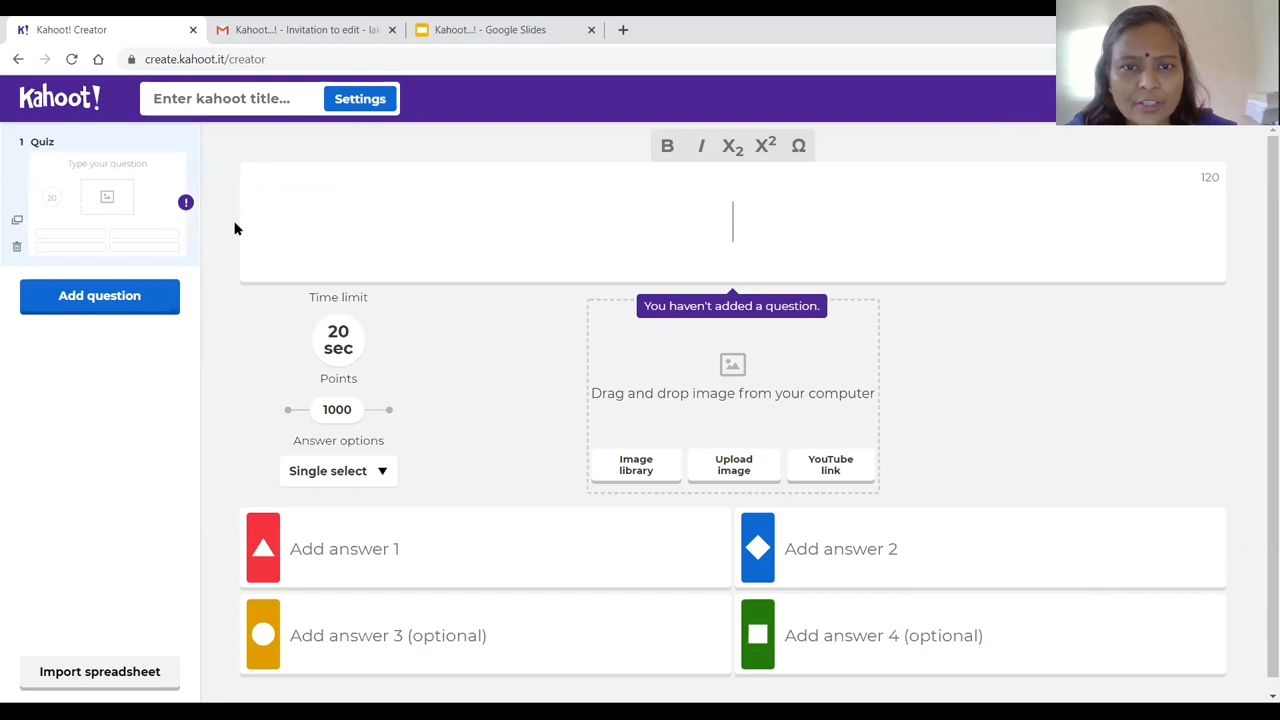 K! Kahoot! Creator
Kahoot...! - Invitation to edit - lak
Kahoot...! - Google Slides
create.kahoot.it/creator
Kahoot!
Enter kahoot title...
Settings
1 Quiz
Type your question
20
!
Add question
Import spreadsheet
B I X2 X2 Ω
120
You haven't added a question.
Time limit
20
sec
Points
1000
Answer options
Single select
Drag and drop image from your computer
Image
library
Upload
image
YouTube
link
Add answer 1
Add answer 2
Add answer 3 (optional)
Add answer 4 (optional)